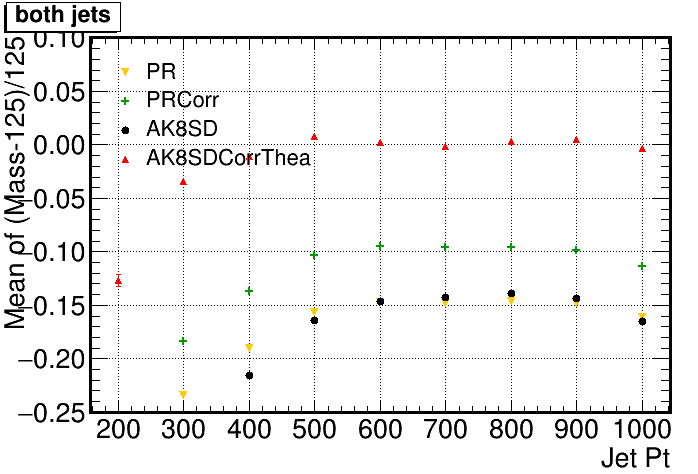 both jets
Mean of (Mass-125)/125
0.10
0.05
0.00
−0.05
−0.10
−0.15
−0.20
−0.25
PR
PRCorr
AK8SD
AK8SDCorrThea
200 300 400 500 600 700 800 900 1000
Jet Pt